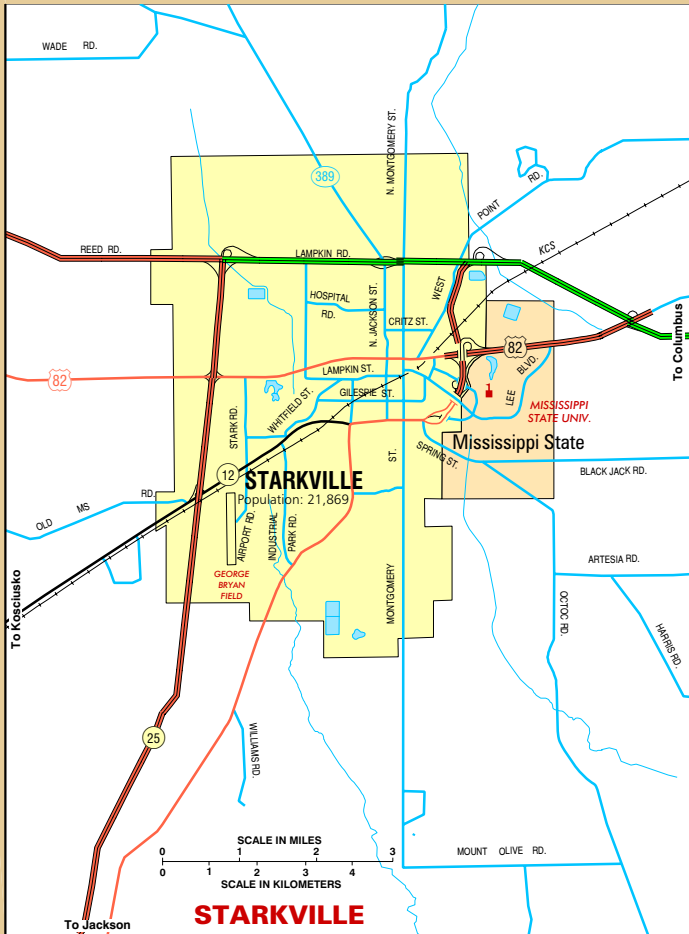 WADE RD.
N. MONTGOMERY ST.
389
POINT RD.
KCS
REED RD.
LAMPKIN RD.
WEST
HOSPITAL
RD.
N. JACKSON ST.
CRITZ ST.
To Columbus
82
82
LAMPKIN ST.
GILESPIE ST.
WHITFIELD ST.
STARK RD.
LEE BLVD.
1
MISSISSIPPI
STATE UNIV.
Mississippi State
SPRING ST.
BLACK JACK RD.
12
STARKVILLE
Population: 21,869
OLD MS RD.
AIRPORT RD.
INDUSTRIAL
PARK RD.
MONTGOMERY ST.
GEORGE
BRYAN
FIELD
ARTESIA RD.
OCTOC RD.
HARRIS RD.
To Kosciusko
25
WILLIAMS RD.
SCALE IN MILES
0 1 2 3
0 1 2 3 4
SCALE IN KILOMETERS
MOUNT OLIVE RD.
STARKVILLE
To Jackson